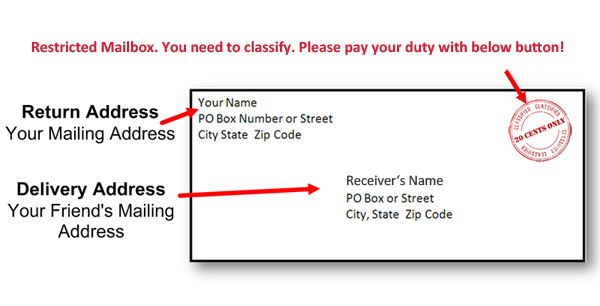 Restricted Mailbox. You need to classify. Please pay your duty with below button!
Return Address
Your Mailing Address
Your Name
PO Box Number or Street
City State  Zip Code
CLASSIFIED
20 CENTS ONLY
CLASSIFIED
Delivery Address
Your Friend's Mailing
Address
Receiver's Name
PO Box or Street
City, State  Zip Code